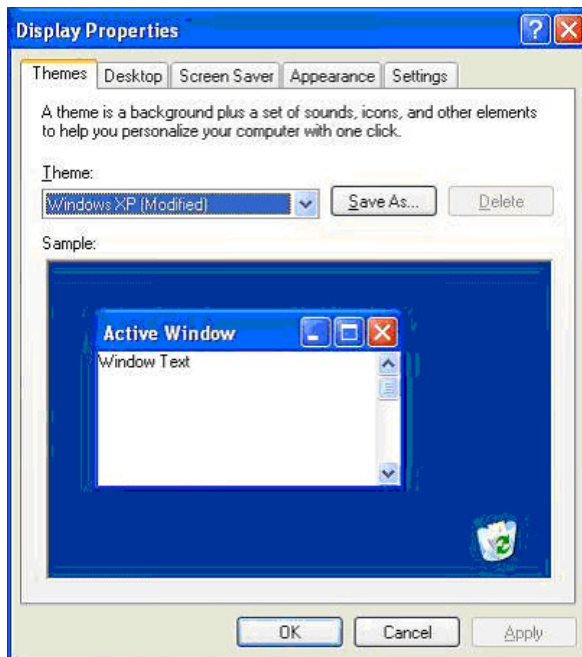 Display Properties
Themes Desktop Screen Saver Appearance Settings
A theme is a background plus a set of sounds, icons, and other elements
to help you personalize your computer with one click.
Theme:
Windows XP (Modified) Save As... Delete
Sample:
Active Window
Window Text
OK Cancel Apply